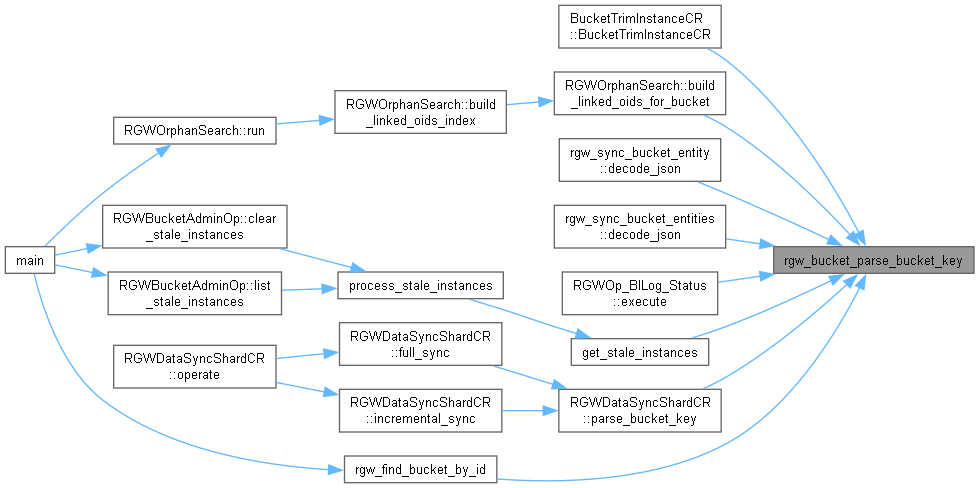 BucketTrimInstanceCR
::BucketTrimInstanceCR
RGWOrphanSearch::build
_linked_oids_for_bucket
RGWOrphanSearch::build
_linked_oids_index
RGWOrphanSearch::run
rgw_sync_bucket_entity
::decode_json
RGWBucketAdminOp::clear
_stale_instances
rgw_sync_bucket_entities
::decode_json
main
rgw_bucket_parse_bucket_key
RGWBucketAdminOp::list
_stale_instances
process_stale_instances
RGWOp_BILog_Status
::execute
RGWDataSyncShardCR
::operate
RGWDataSyncShardCR
::full_sync
get_stale_instances
RGWDataSyncShardCR
::incremental_sync
RGWDataSyncShardCR
::parse_bucket_key
rgw_find_bucket_by_id